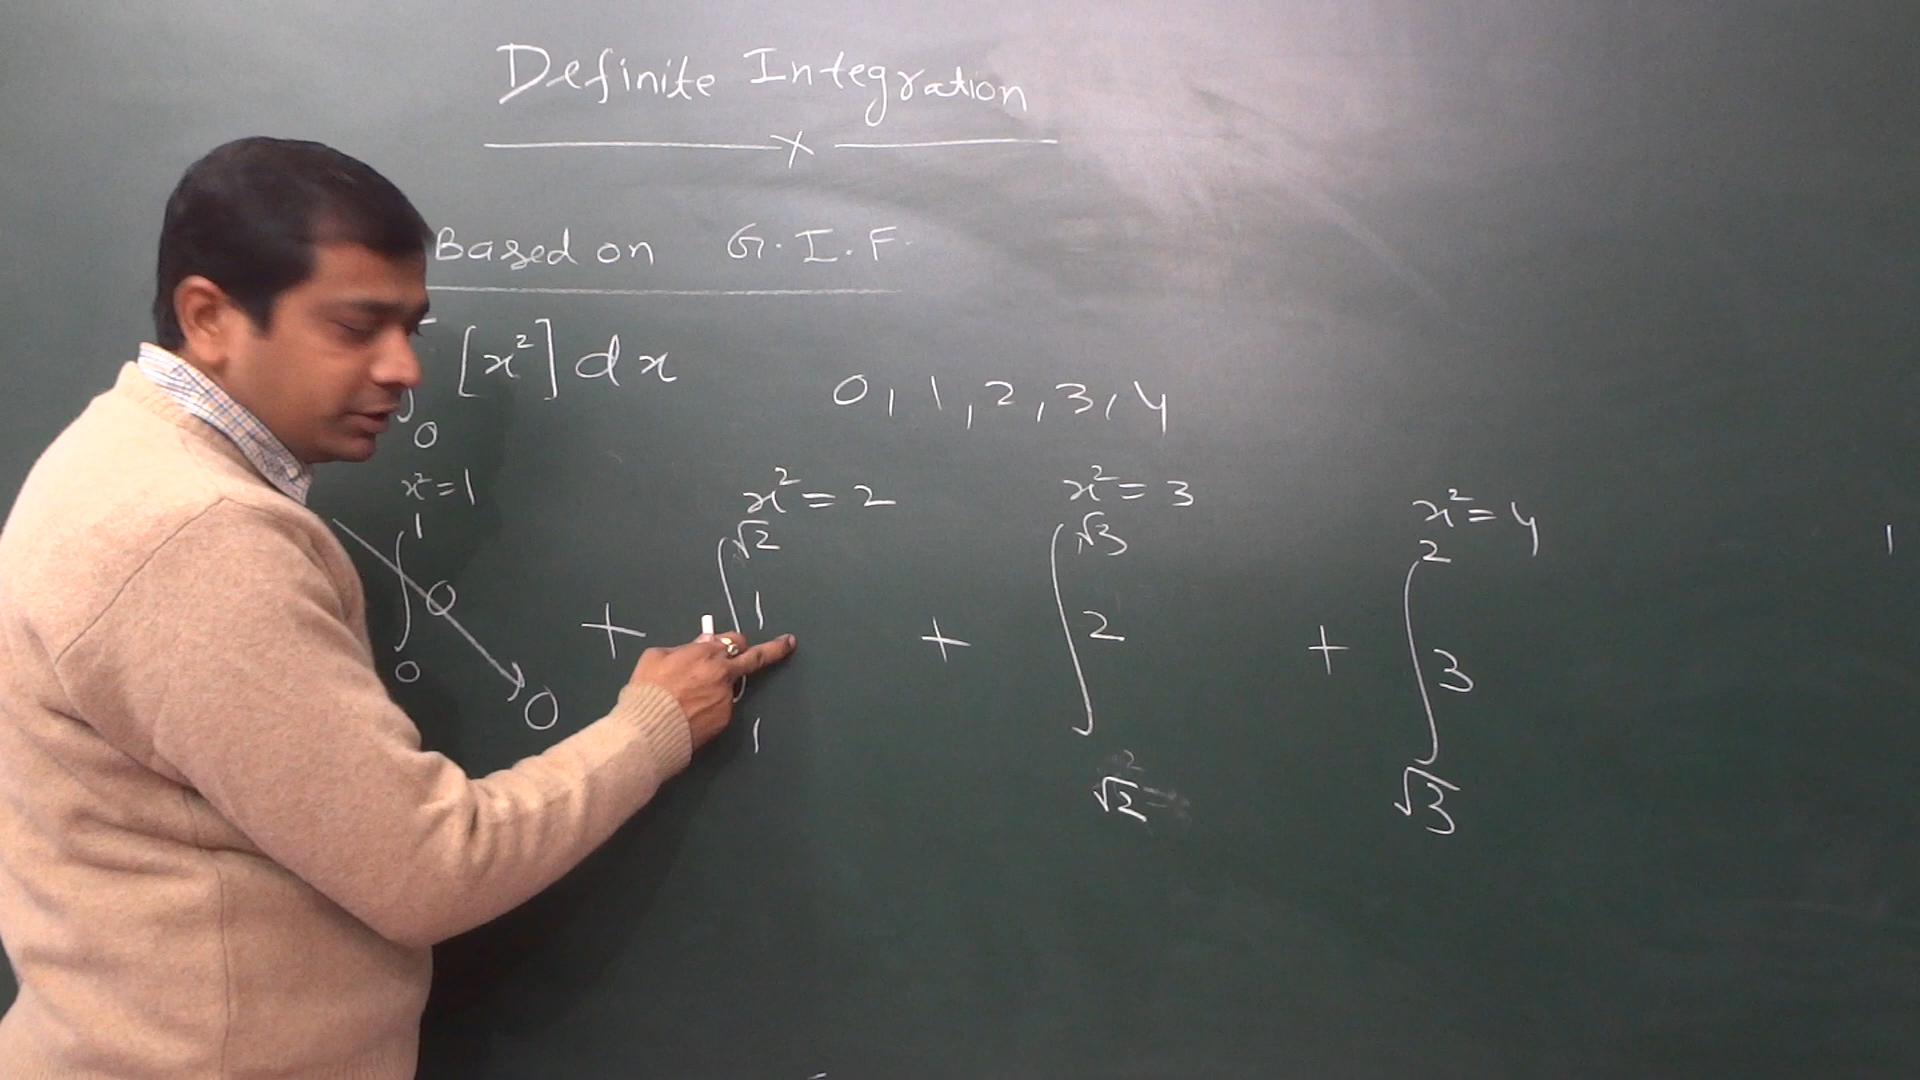 Definite Integration
x
Based on G.I.F.
[x²] dx
0
0, 1, 2, 3, 4
x²=1
x² = 2
x² = 3
x² = 4
∫ 1 0 0
0
+
∫ √2 1 1
+
∫ √3 2 √2
+
∫ 2 3 √3